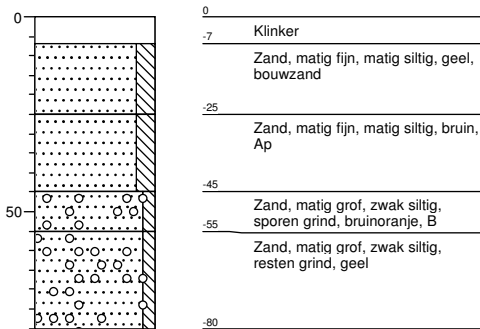 0
0
Klinker
-7
Zand, matig fijn, matig siltig, geel,
bouwzand
-25
Zand, matig fijn, matig siltig, bruin,
Ap
-45
50
Zand, matig grof, zwak siltig,
sporen grind, bruinoranje, B
-55
Zand, matig grof, zwak siltig,
resten grind, geel
-80